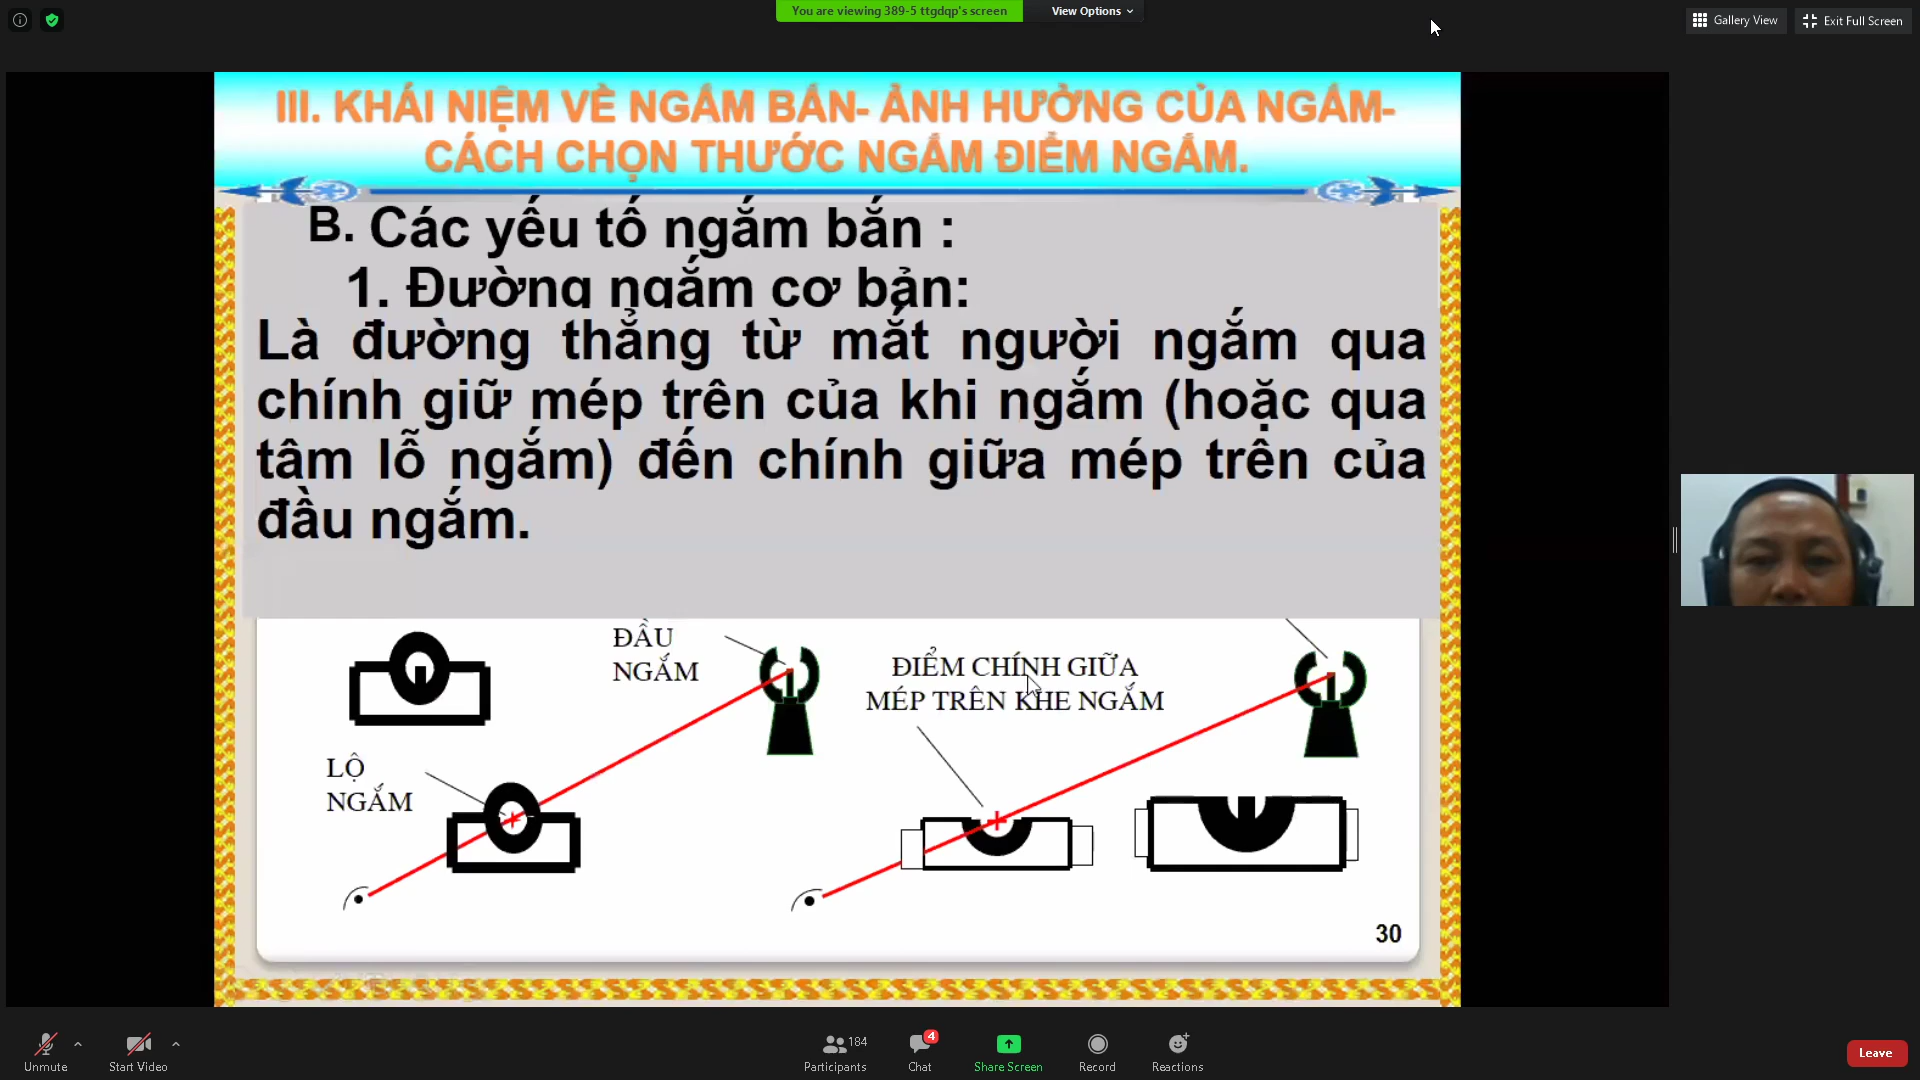 You are viewing 389-5 ttgdqp's screen
View Options
Gallery View
Exit Full Screen
III. KHÁI NIỆM VỀ NGẮM BẮN- ẢNH HƯỞNG CỦA NGẮM-
CÁCH CHỌN THƯỚC NGẮM ĐIỂM NGẮM.
B. Các yếu tố ngắm bắn :
1. Đường ngắm cơ bản:
Là đường thẳng từ mắt người ngắm qua
chính giữ mép trên của khi ngắm (hoặc qua
tâm lỗ ngắm) đến chính giữa mép trên của
đầu ngắm.
ĐẦU
NGẮM
ĐIỂM CHÍNH GIỮA
MÉP TRÊN KHE NGẮM
LỘ
NGẮM
30
Unmute
Start Video
184
Participants
4
Chat
Share Screen
Record
Reactions
Leave